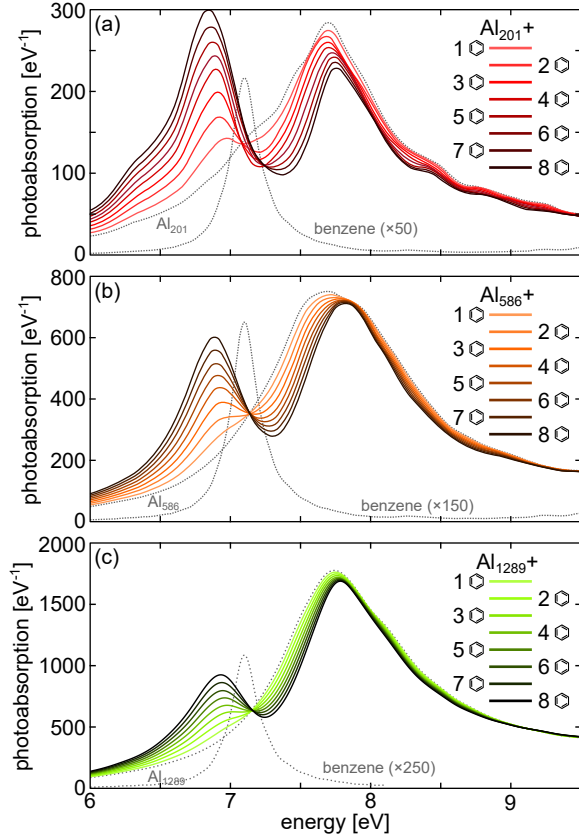 (a)
Al201+
1
2
3
4
5
6
7
8
Al201
benzene (×50)
photoabsorption [eV-1]
300
200
100
0
(b)
Al586+
1
2
3
4
5
6
7
8
Al586
benzene (×150)
photoabsorption [eV-1]
800
600
400
200
0
(c)
Al1289+
1
2
3
4
5
6
7
8
Al1289
benzene (×250)
photoabsorption [eV-1]
2000
1500
1000
500
0
6 7 8 9
energy [eV]